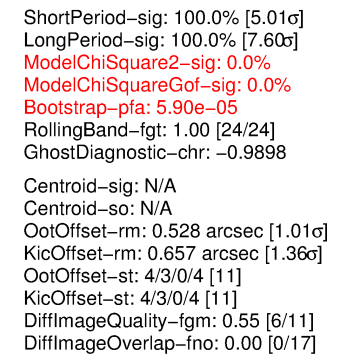 ShortPeriod−sig: 100.0% [5.01σ]
LongPeriod−sig: 100.0% [7.60σ]
ModelChiSquare2−sig: 0.0%
ModelChiSquareGof−sig: 0.0%
Bootstrap−pfa: 5.90e−05
RollingBand−fgt: 1.00 [24/24]
GhostDiagnostic−chr: −0.9898
Centroid−sig: N/A
Centroid−so: N/A
OotOffset−rm: 0.528 arcsec [1.01σ]
KicOffset−rm: 0.657 arcsec [1.36σ]
OotOffset−st: 4/3/0/4 [11]
KicOffset−st: 4/3/0/4 [11]
DiffImageQuality−fgm: 0.55 [6/11]
DiffImageOverlap−fno: 0.00 [0/17]